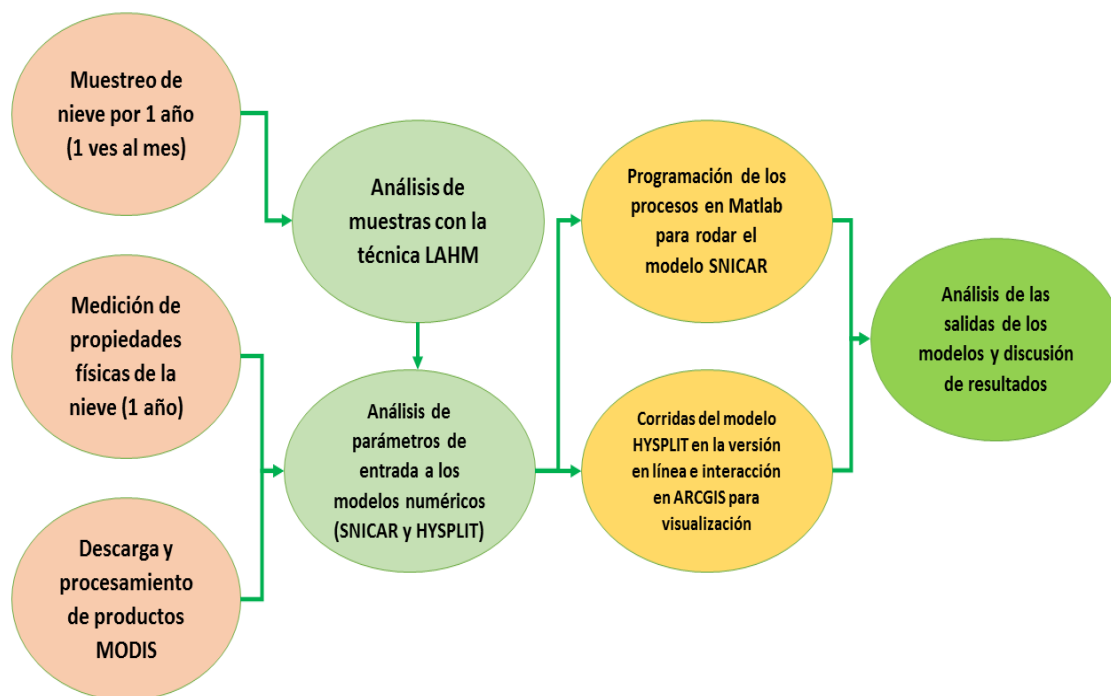 Muestreo de
nieve por 1 año
(1 ves al mes)
Medición de
propiedades
físicas de la
nieve (1 año)
Descarga y
procesamiento
de productos
MODIS
Análisis de
muestras con la
técnica LAHM
Análisis de
parámetros de
entrada a los
modelos numéricos
(SNICAR y HYSPLIT)
Programación de los
procesos en Matlab
para rodar el
modelo SNICAR
Corridas del modelo
HYSPLIT en la versión
en línea e interacción
en ARCGIS para
visualización
Análisis de las
salidas de los
modelos y discusión
de resultados